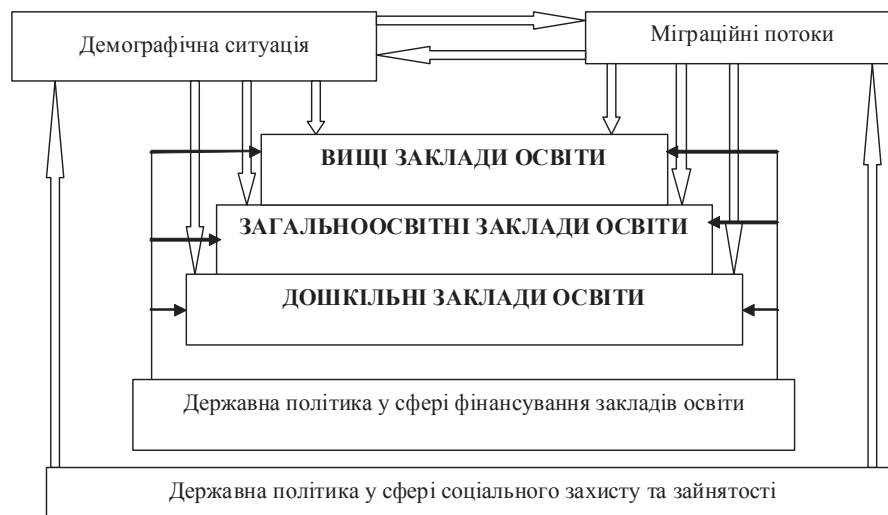 Демографічна ситуація
Міграційні потоки
ВИЩІ ЗАКЛАДИ ОСВІТИ
ЗАГАЛЬНООСВІТНІ ЗАКЛАДИ ОСВІТИ
ДОШКІЛЬНІ ЗАКЛАДИ ОСВІТИ
Державна політика у сфері фінансування закладів освіти
Державна політика у сфері соціального захисту та зайнятості